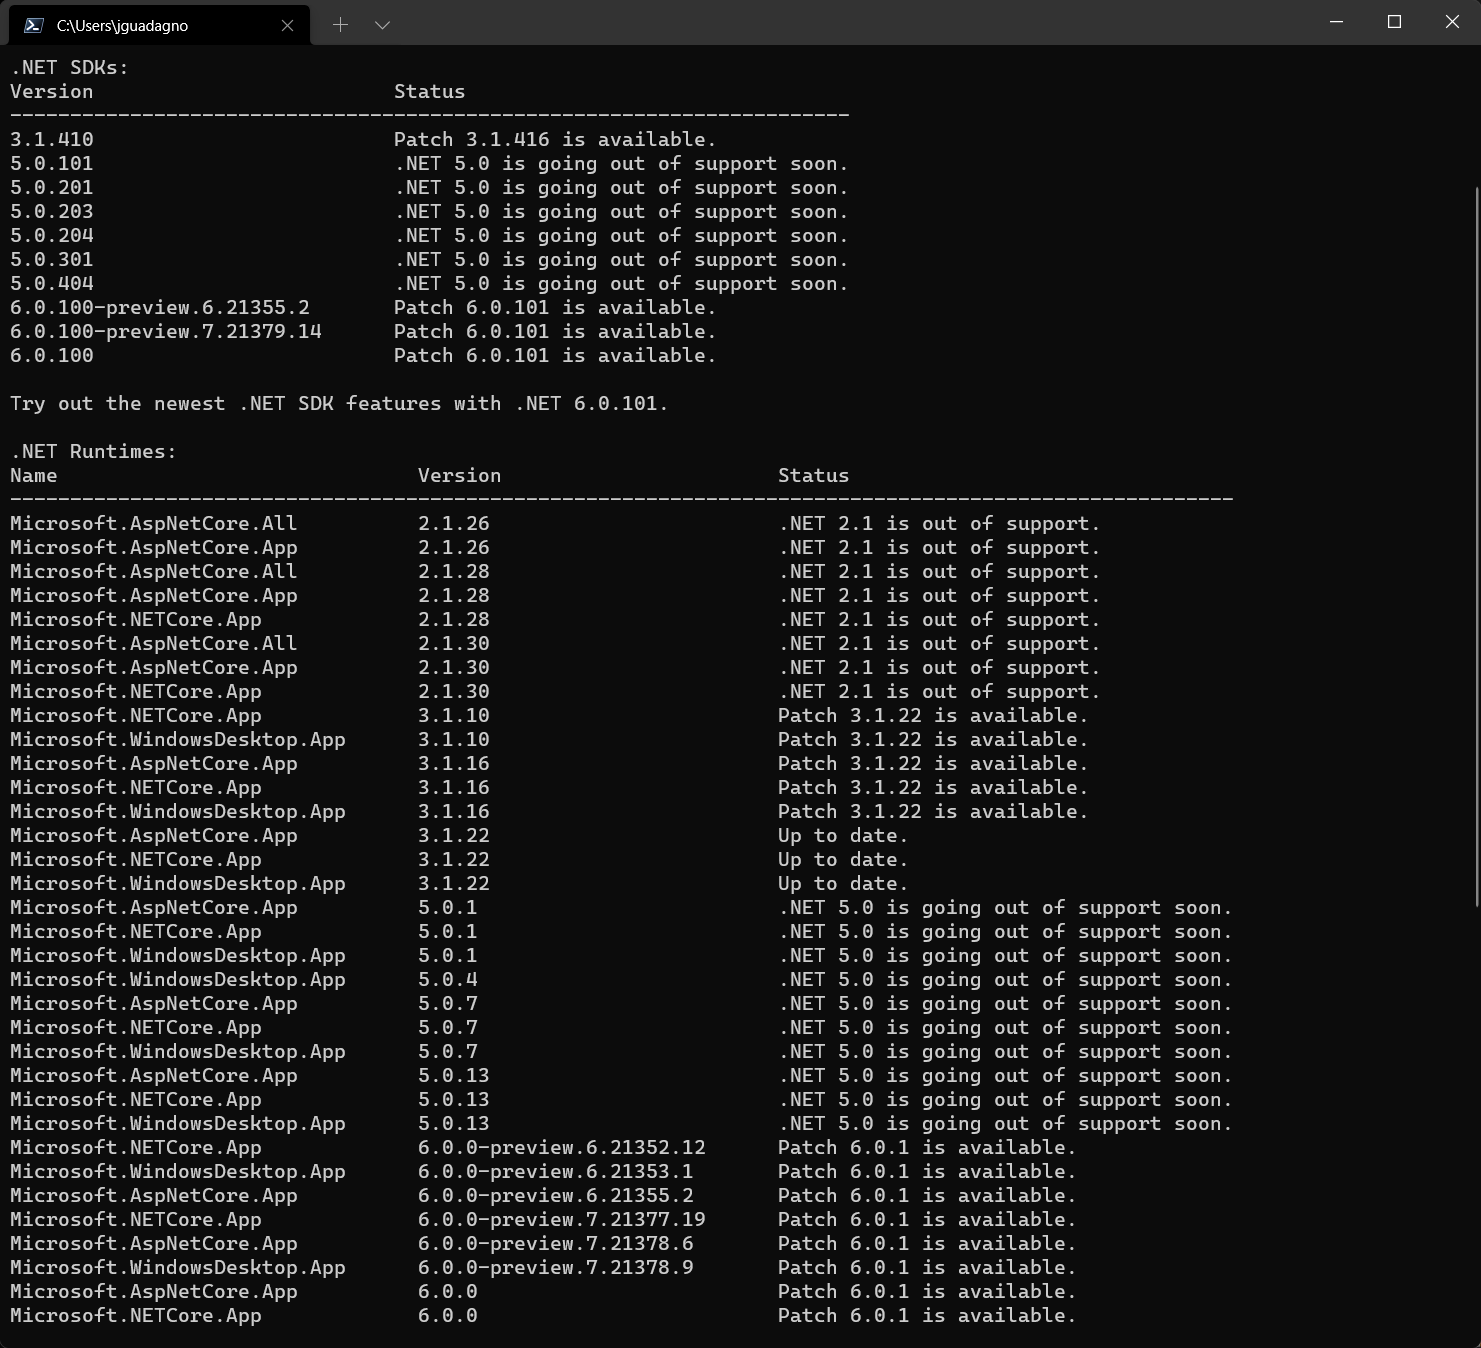 C:\Users\jguadagno
.NET SDKs:
Version Status
----------------------------------------------------------------------
3.1.410 Patch 3.1.416 is available.
5.0.101 .NET 5.0 is going out of support soon.
5.0.201 .NET 5.0 is going out of support soon.
5.0.203 .NET 5.0 is going out of support soon.
5.0.204 .NET 5.0 is going out of support soon.
5.0.301 .NET 5.0 is going out of support soon.
5.0.404 .NET 5.0 is going out of support soon.
6.0.100-preview.6.21355.2 Patch 6.0.101 is available.
6.0.100-preview.7.21379.14 Patch 6.0.101 is available.
6.0.100 Patch 6.0.101 is available.
Try out the newest .NET SDK features with .NET 6.0.101.
.NET Runtimes:
Name Version Status
------------------------------------------------------------------------------------------------------
Microsoft.AspNetCore.All 2.1.26 .NET 2.1 is out of support.
Microsoft.AspNetCore.App 2.1.26 .NET 2.1 is out of support.
Microsoft.AspNetCore.All 2.1.28 .NET 2.1 is out of support.
Microsoft.AspNetCore.App 2.1.28 .NET 2.1 is out of support.
Microsoft.NETCore.App 2.1.28 .NET 2.1 is out of support.
Microsoft.AspNetCore.All 2.1.30 .NET 2.1 is out of support.
Microsoft.AspNetCore.App 2.1.30 .NET 2.1 is out of support.
Microsoft.NETCore.App 2.1.30 .NET 2.1 is out of support.
Microsoft.NETCore.App 3.1.10 Patch 3.1.22 is available.
Microsoft.WindowsDesktop.App 3.1.10 Patch 3.1.22 is available.
Microsoft.AspNetCore.App 3.1.16 Patch 3.1.22 is available.
Microsoft.NETCore.App 3.1.16 Patch 3.1.22 is available.
Microsoft.WindowsDesktop.App 3.1.16 Patch 3.1.22 is available.
Microsoft.AspNetCore.App 3.1.22 Up to date.
Microsoft.NETCore.App 3.1.22 Up to date.
Microsoft.WindowsDesktop.App 3.1.22 Up to date.
Microsoft.AspNetCore.App 5.0.1 .NET 5.0 is going out of support soon.
Microsoft.NETCore.App 5.0.1 .NET 5.0 is going out of support soon.
Microsoft.WindowsDesktop.App 5.0.1 .NET 5.0 is going out of support soon.
Microsoft.WindowsDesktop.App 5.0.4 .NET 5.0 is going out of support soon.
Microsoft.AspNetCore.App 5.0.7 .NET 5.0 is going out of support soon.
Microsoft.NETCore.App 5.0.7 .NET 5.0 is going out of support soon.
Microsoft.WindowsDesktop.App 5.0.7 .NET 5.0 is going out of support soon.
Microsoft.AspNetCore.App 5.0.13 .NET 5.0 is going out of support soon.
Microsoft.NETCore.App 5.0.13 .NET 5.0 is going out of support soon.
Microsoft.WindowsDesktop.App 5.0.13 .NET 5.0 is going out of support soon.
Microsoft.NETCore.App 6.0.0-preview.6.21352.12 Patch 6.0.1 is available.
Microsoft.WindowsDesktop.App 6.0.0-preview.6.21353.1 Patch 6.0.1 is available.
Microsoft.AspNetCore.App 6.0.0-preview.6.21355.2 Patch 6.0.1 is available.
Microsoft.NETCore.App 6.0.0-preview.7.21377.19 Patch 6.0.1 is available.
Microsoft.AspNetCore.App 6.0.0-preview.7.21378.6 Patch 6.0.1 is available.
Microsoft.WindowsDesktop.App 6.0.0-preview.7.21378.9 Patch 6.0.1 is available.
Microsoft.AspNetCore.App 6.0.0 Patch 6.0.1 is available.
Microsoft.NETCore.App 6.0.0 Patch 6.0.1 is available.